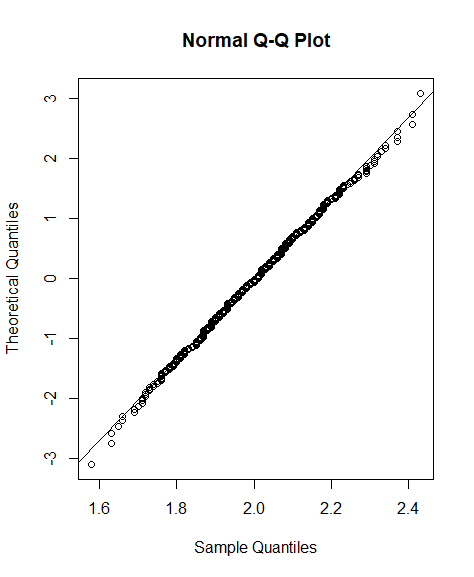 Normal Q-Q Plot
Theoretical Quantiles
3
2
1
0
-1
-2
-3
1.6 1.8 2.0 2.2 2.4
Sample Quantiles